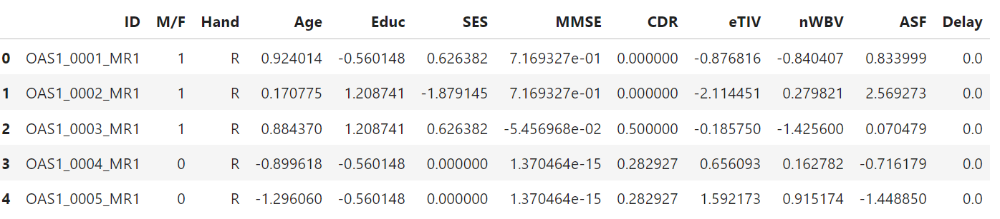 ID M/F Hand Age Educ SES MMSE CDR eTIV nWBV ASF Delay
0 OAS1_0001_MR1 1 R 0.924014 -0.560148 0.626382 7.169327e-01 0.000000 -0.876816 -0.840407 0.833999 0.0
1 OAS1_0002_MR1 1 R 0.170775 1.208741 -1.879145 7.169327e-01 0.000000 -2.114451 0.279821 2.569273 0.0
2 OAS1_0003_MR1 1 R 0.884370 1.208741 0.626382 -5.456968e-02 0.500000 -0.185750 -1.425600 0.070479 0.0
3 OAS1_0004_MR1 0 R -0.899618 -0.560148 0.000000 1.370464e-15 0.282927 0.656093 0.162782 -0.716179 0.0
4 OAS1_0005_MR1 0 R -1.296060 -0.560148 0.000000 1.370464e-15 0.282927 1.592173 0.915174 -1.448850 0.0